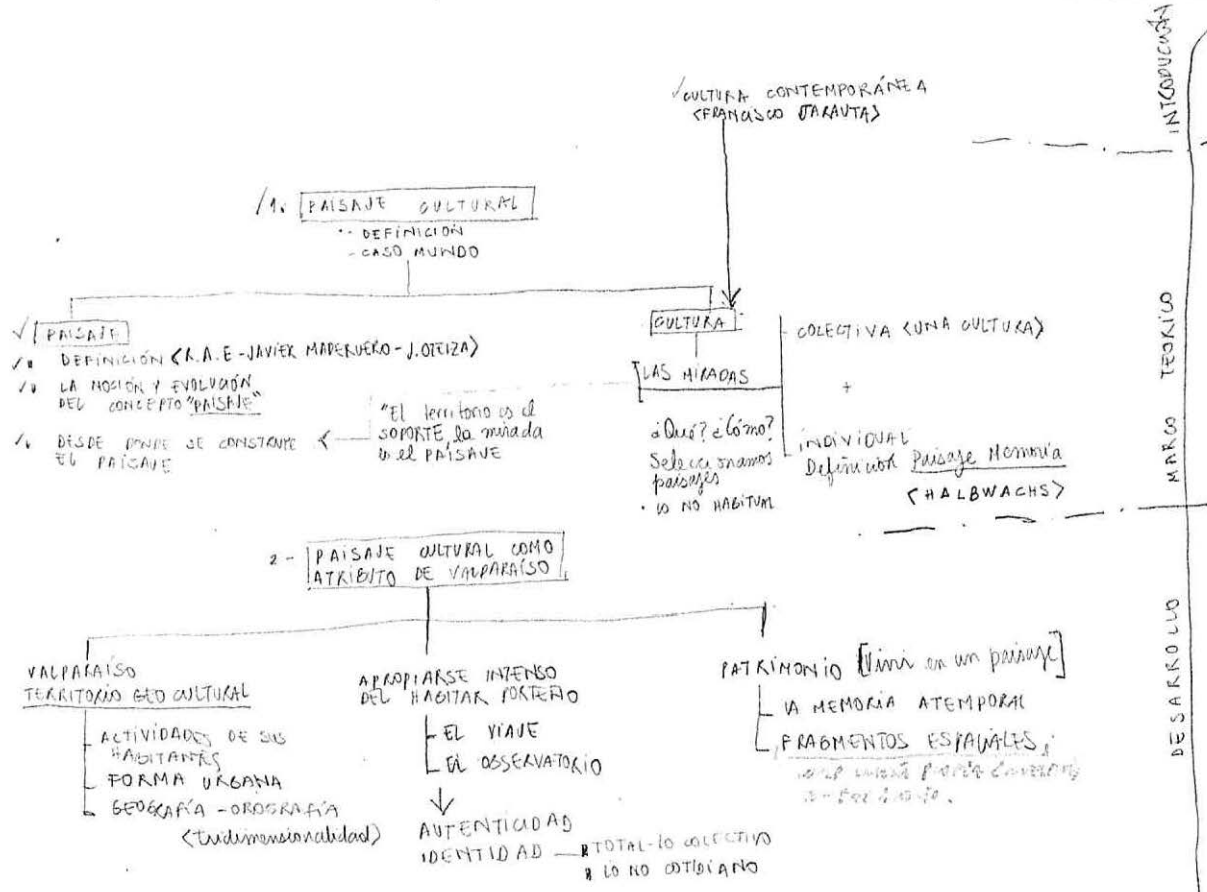 INTRODUCCIÓN
✓CULTURA CONTEMPORÁNEA
<FRANCISCO JARAUTA>
/1. PAISAJE CULTURAL
- DEFINICIÓN
- CASO MUNDO
MARCO TEORICO
✓ PAISAJE
/▪ DEFINICIÓN <R.A.E - JAVIER MADERUERO - J.OTEIZA>
/▪ LA NOCIÓN Y EVOLUCIÓN
DEL CONCEPTO "PAISAJE"
/▪ DESDE DONDE SE CONSTRUYE
EL PAISAJE
"El territorio es el
SOPORTE, la mirada
es el PAISAJE
CULTURA
LAS MIRADAS
¿Qué? ¿Cómo?
Seleccionamos
paisajes
• LO NO HABITUAL
COLECTIVA <UNA CULTURA>
+
INDIVIDUAL
Definición Paisaje Memoria
<HALBWACHS>
DESARROLLO
2 - PAISAJE CULTURAL COMO
ATRIBUTO DE VALPARAÍSO
VALPARAÍSO
TERRITORIO GEO CULTURAL
ACTIVIDADES DE SUS
HABITANTES
FORMA URBANA
GEOGRAFÍA - OROGRAFÍA
<tridimensionalidad>
APROPIARSE INTENSO
DEL HABITAR PORTEÑO
EL VIAJE
EL OBSERVATORIO
AUTENTICIDAD
IDENTIDAD
TOTAL - LO COLECTIVO
LO NO COTIDIANO
PATRIMONIO [Vivir en un paisaje]
LA MEMORIA ATEMPORAL
FRAGMENTOS ESPACIALES